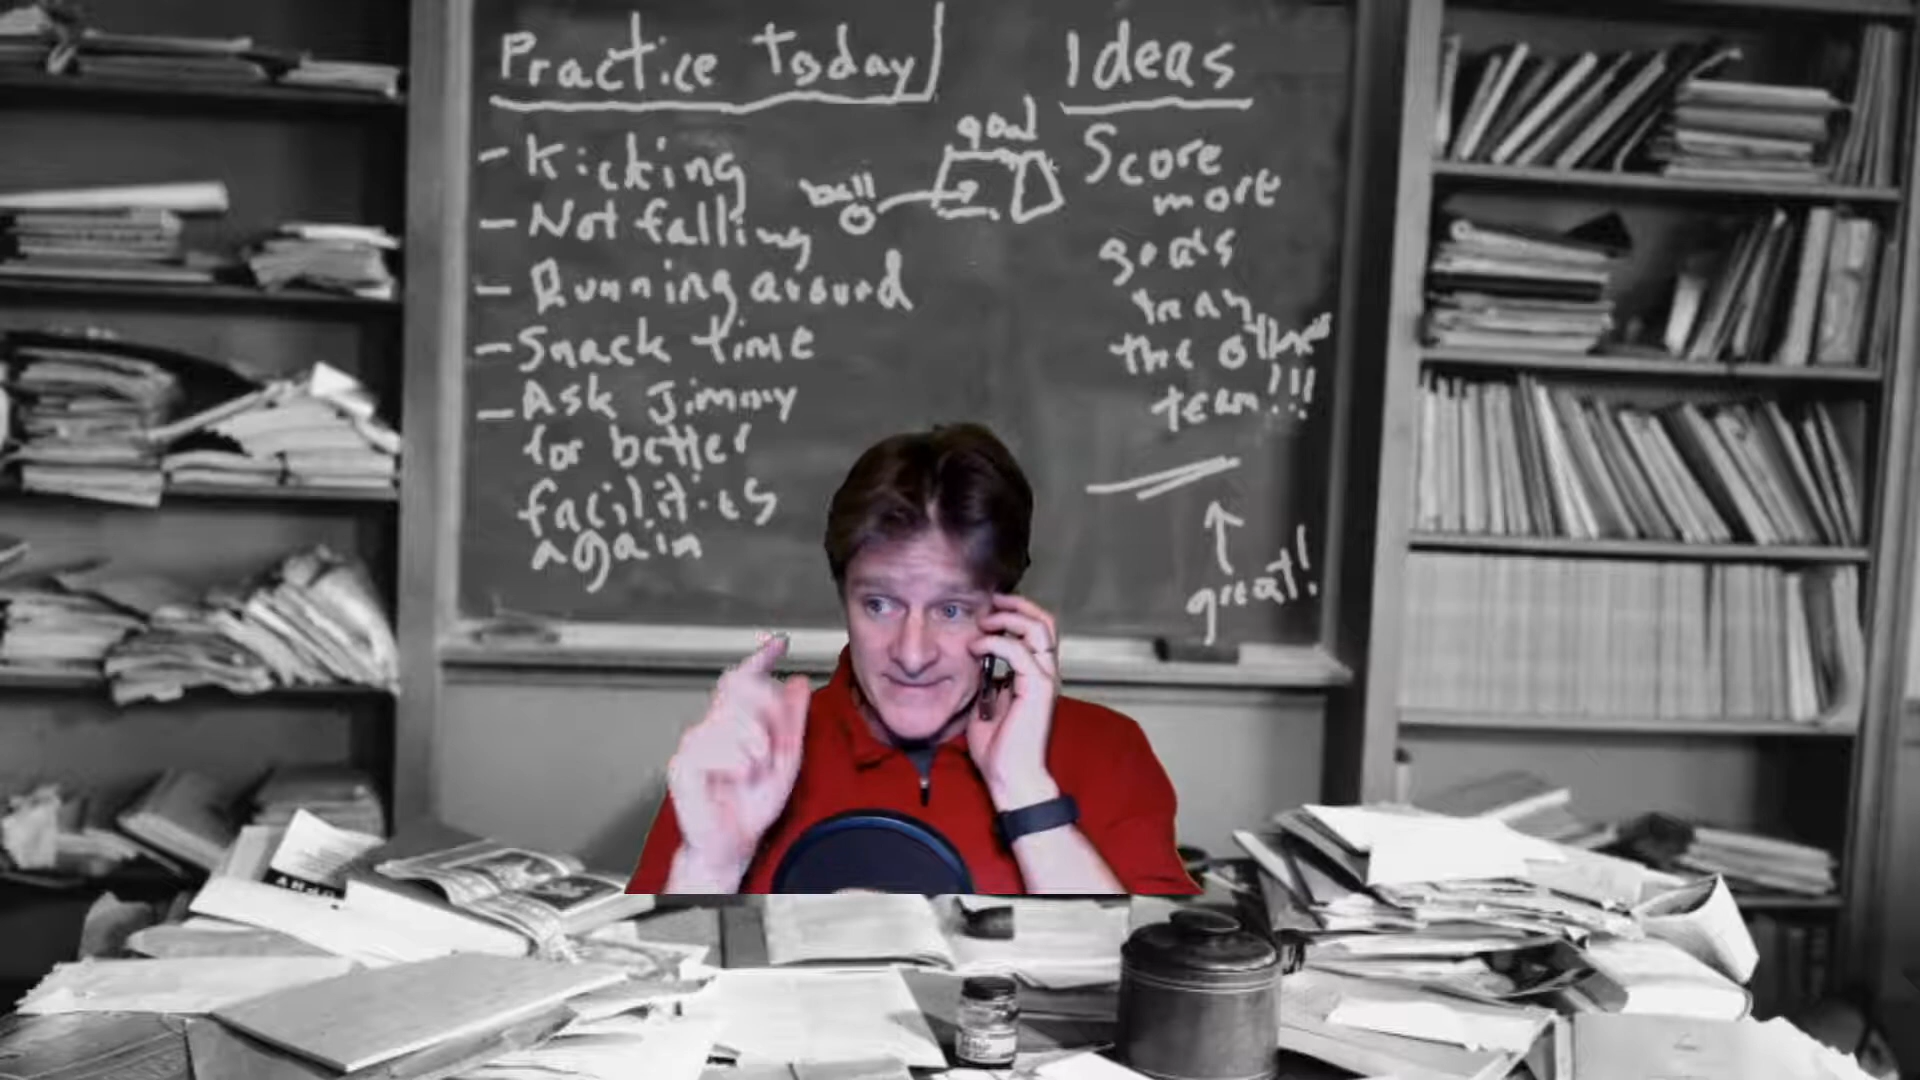 Practice Today
- Kicking
- Not falling
- Running around
- Snack time
- Ask Jimmy
for better
facilities
again
ball
goal
Ideas
Score
more
goals
than
the other
team!!!
great!